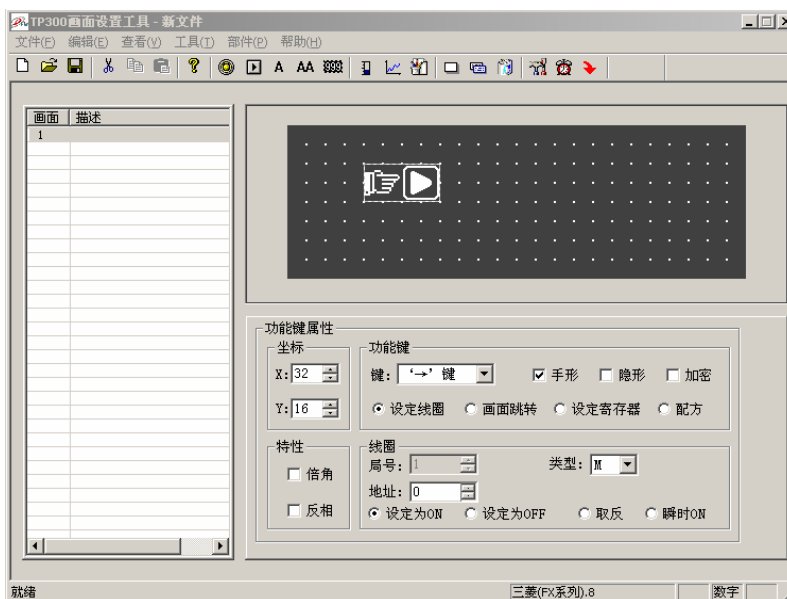 TP300画面设置工具 - 新文件
文件(F) 编辑(E) 查看(V) 工具(T) 部件(P) 帮助(H)
A AA
画面 描述
1
功能键属性
坐标
X: 32
Y: 16
功能键
键: ‘→’键 手形 隐形 加密
设定线圈 画面跳转 设定寄存器 配方
特性
倍角
反相
线圈
局号: 1 类型: M
地址: 0
设定为ON 设定为OFF 取反 瞬时ON
就绪 三菱(FX系列).8 数字